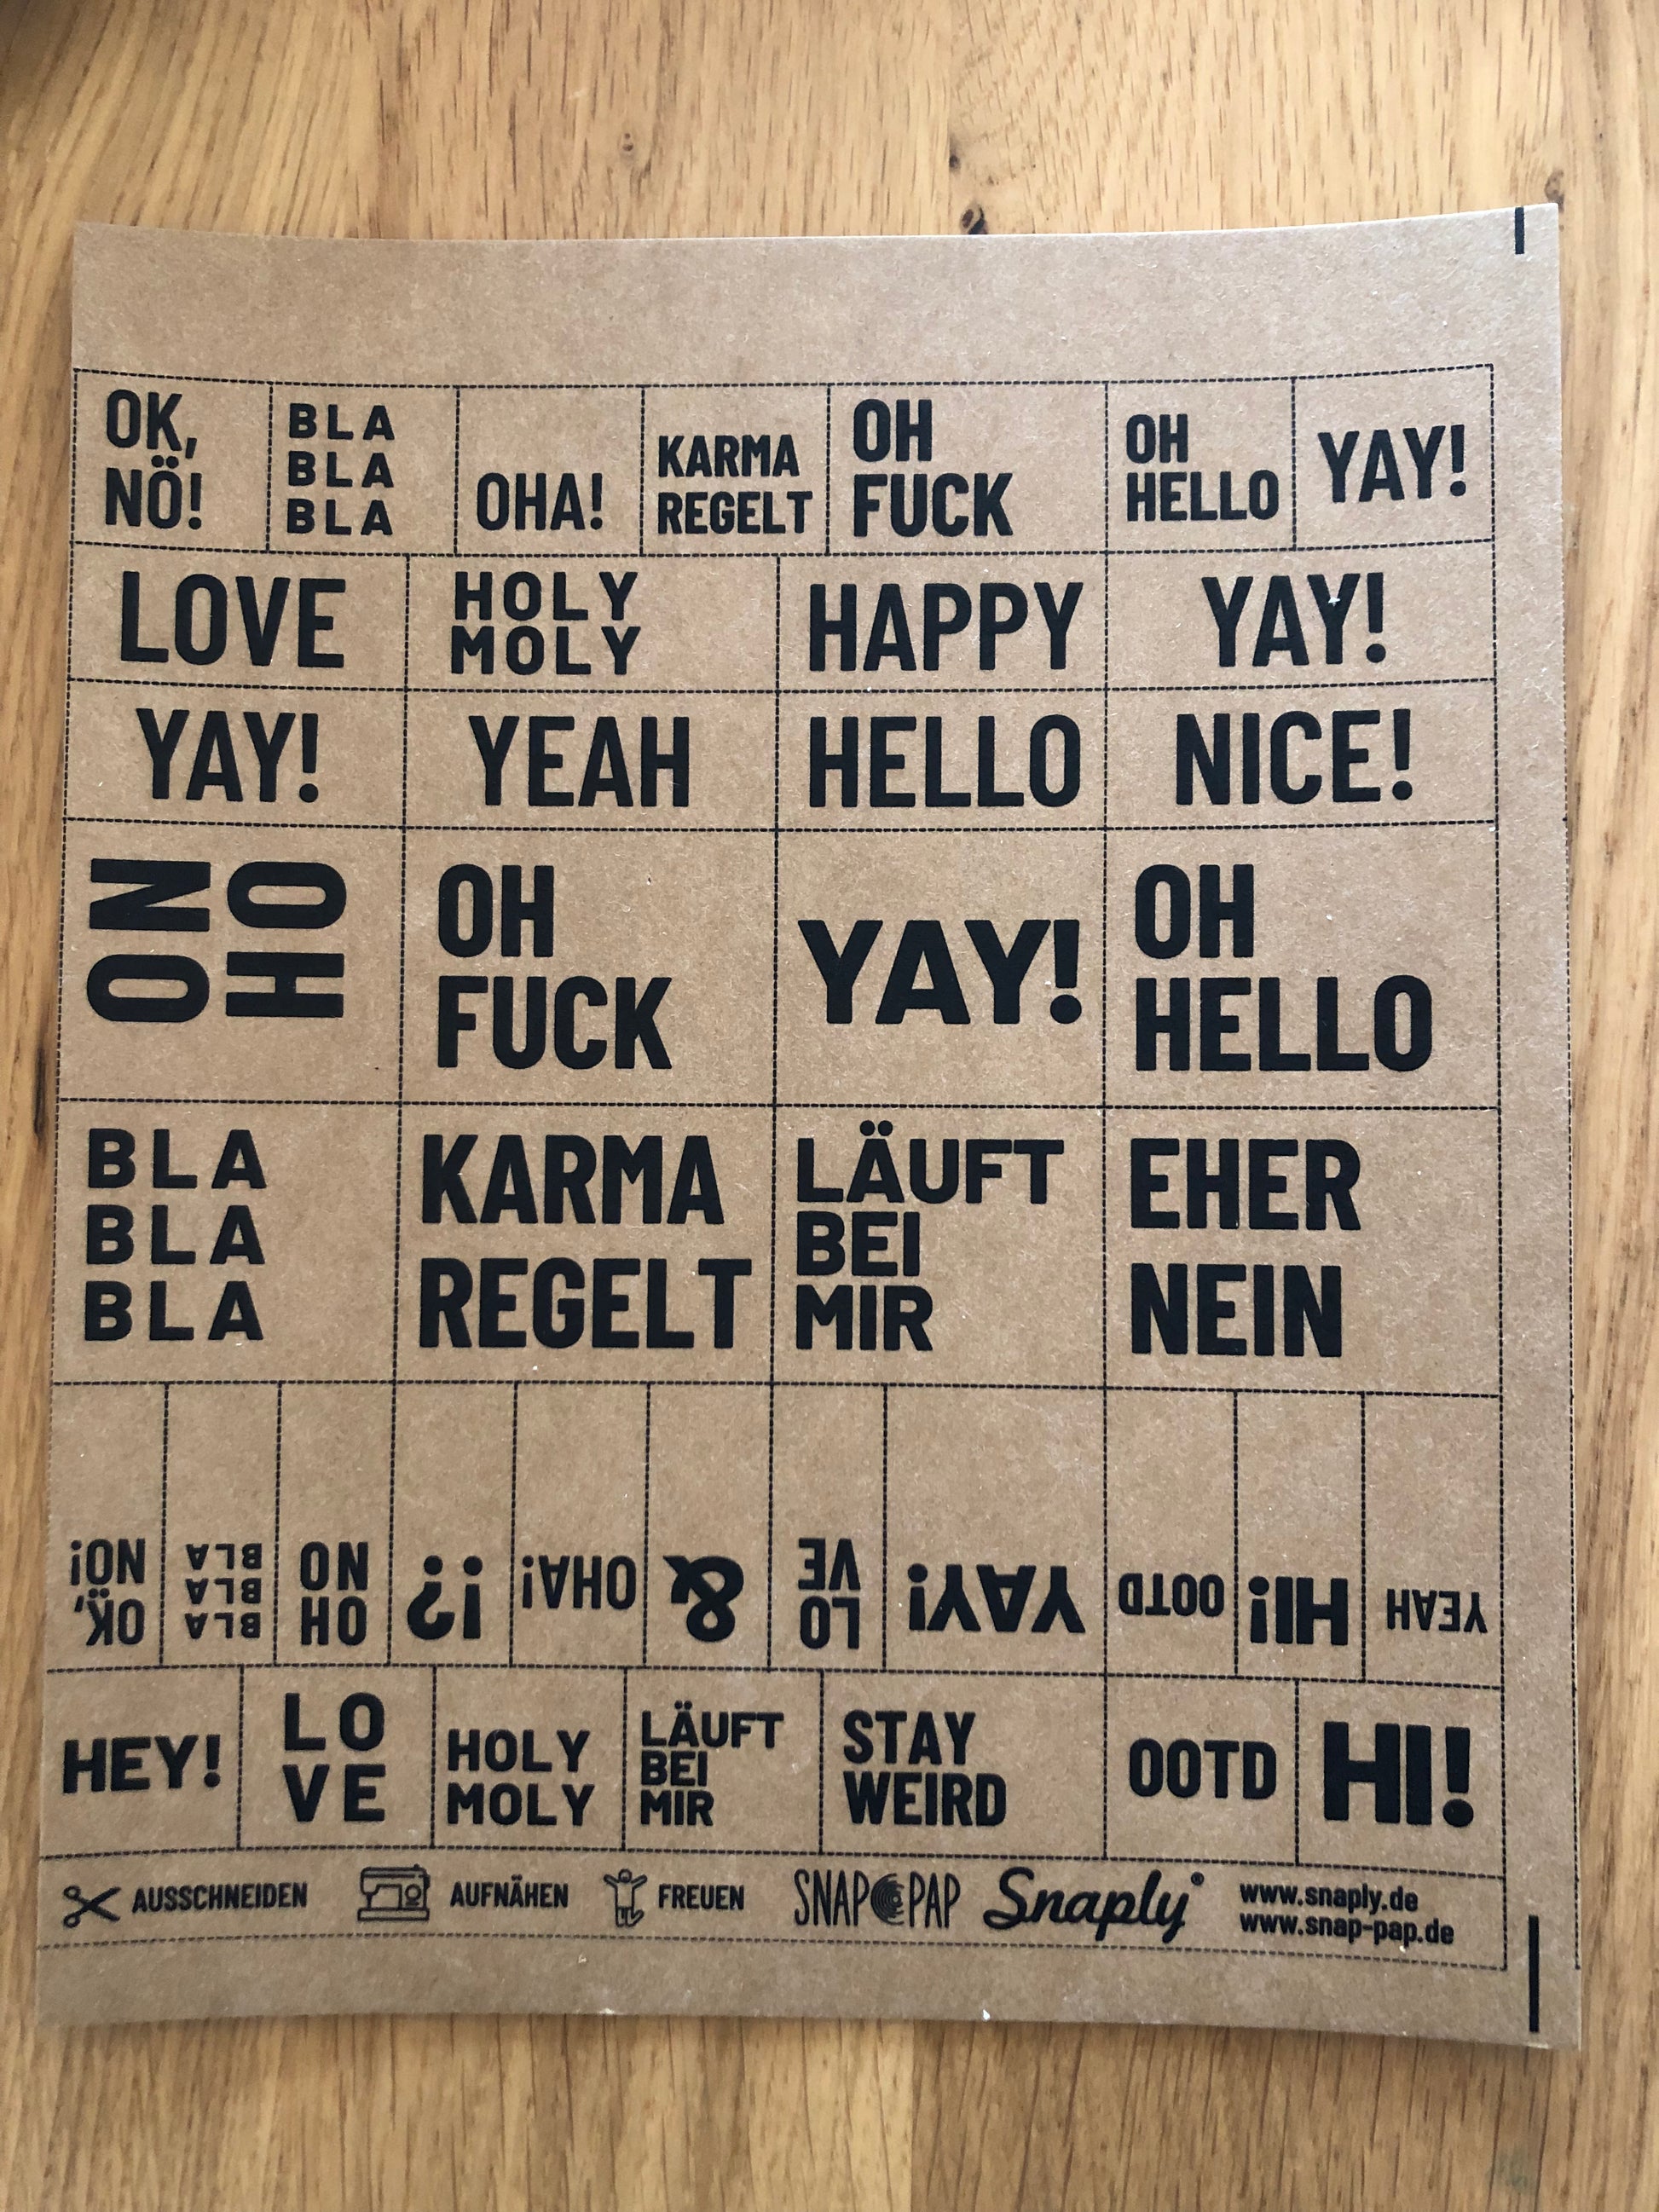 OK,
NÖ!
BLA
BLA
BLA
OHA!
KARMA
REGELT
OH
FUCK
OH
HELLO
YAY!
LOVE
HOLY
MOLY
HAPPY
YAY!
YAY!
YEAH
HELLO
NICE!
OH
NO
OH
FUCK
YAY!
OH
HELLO
BLA
BLA
BLA
KARMA
REGELT
LÄUFT
BEI
MIR
EHER
NEIN
OK,
NÖ!
BLA
BLA
BLA
OH
NO
!?
OHA!
&
LO
VE
YAY!
OOTD
HI!
YEAH
HEY!
LO
VE
HOLY
MOLY
LÄUFT
BEI
MIR
STAY
WEIRD
OOTD
HI!
AUSSCHNEIDEN
AUFNÄHEN
FREUEN
SNAP PAP
Snaply
www.snaply.de
www.snap-pap.de